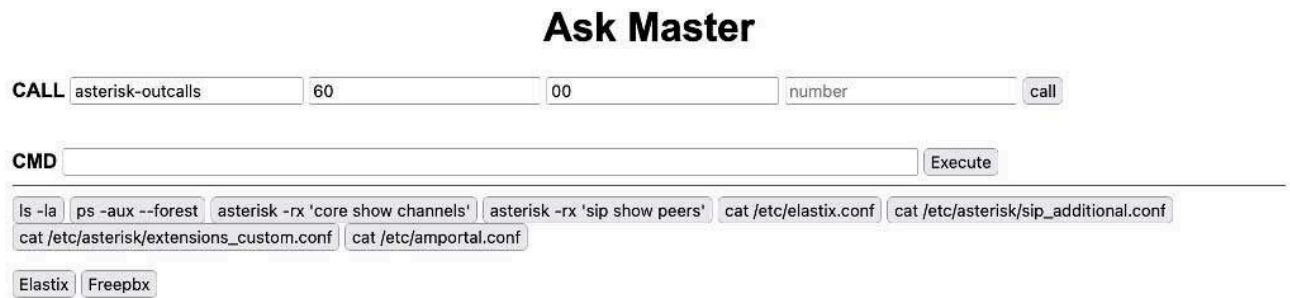 Ask Master
CALL asterisk-outcalls 60 00 number call
CMD Execute
ls -la ps -aux --forest asterisk -rx 'core show channels' asterisk -rx 'sip show peers' cat /etc/elastix.conf cat /etc/asterisk/sip_additional.conf
cat /etc/asterisk/extensions_custom.conf cat /etc/amportal.conf
Elastix Freepbx